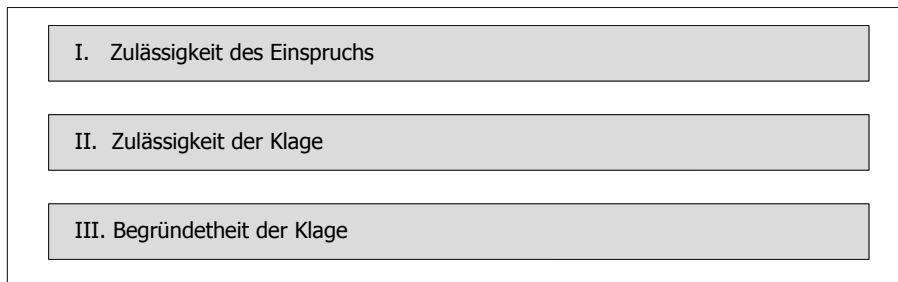 I. Zulässigkeit des Einspruchs
II. Zulässigkeit der Klage
III. Begründetheit der Klage